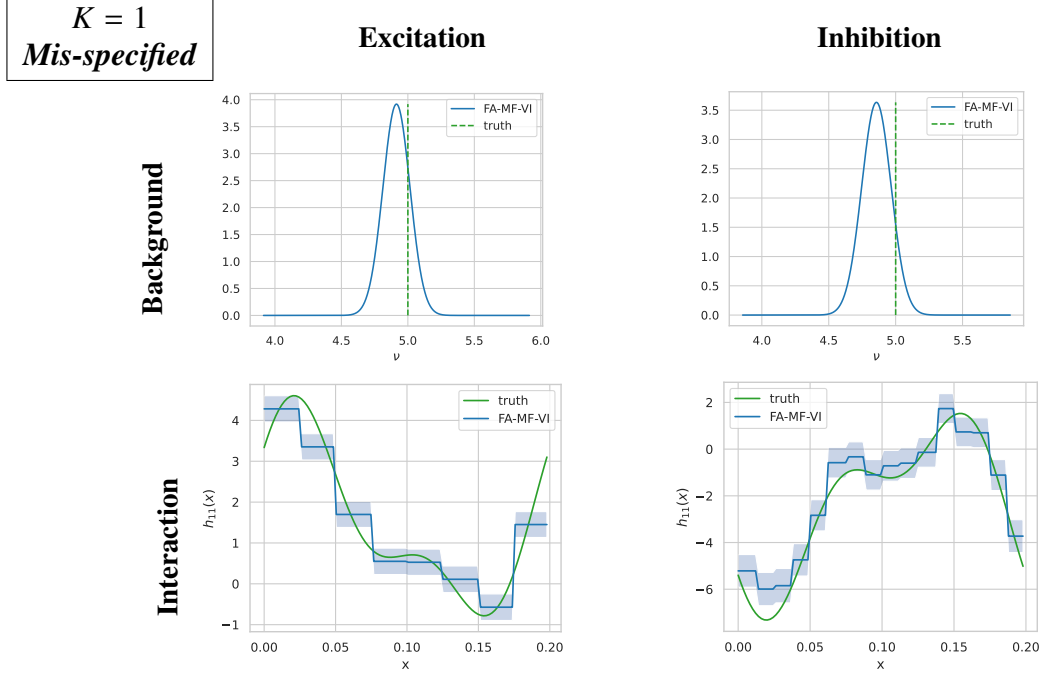 K = 1
Mis-specified
Excitation
Inhibition
Background
4.0
3.5
3.0
2.5
2.0
1.5
1.0
0.5
0.0
FA-MF-VI
truth
4.0
4.5
5.0
5.5
6.0
ν
3.5
3.0
2.5
2.0
1.5
1.0
0.5
0.0
FA-MF-VI
truth
4.0
4.5
5.0
5.5
ν
Interaction
h₁₁(x)
4
3
2
1
0
−1
truth
FA-MF-VI
0.00
0.05
0.10
0.15
0.20
x
h₁₁(x)
2
0
−2
−4
−6
truth
FA-MF-VI
0.00
0.05
0.10
0.15
0.20
x